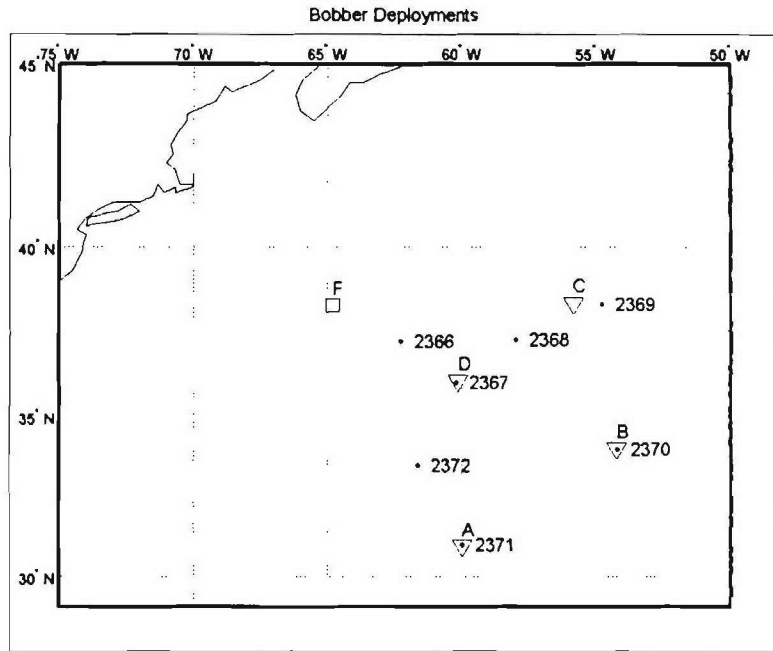 Bobber Deployments
75° W 70° W 65° W 60° W 55° W 50° W
45° N
40° N
F
C
2369
2366
2368
D
2367
35° N
B
2370
2372
A
2371
30° N